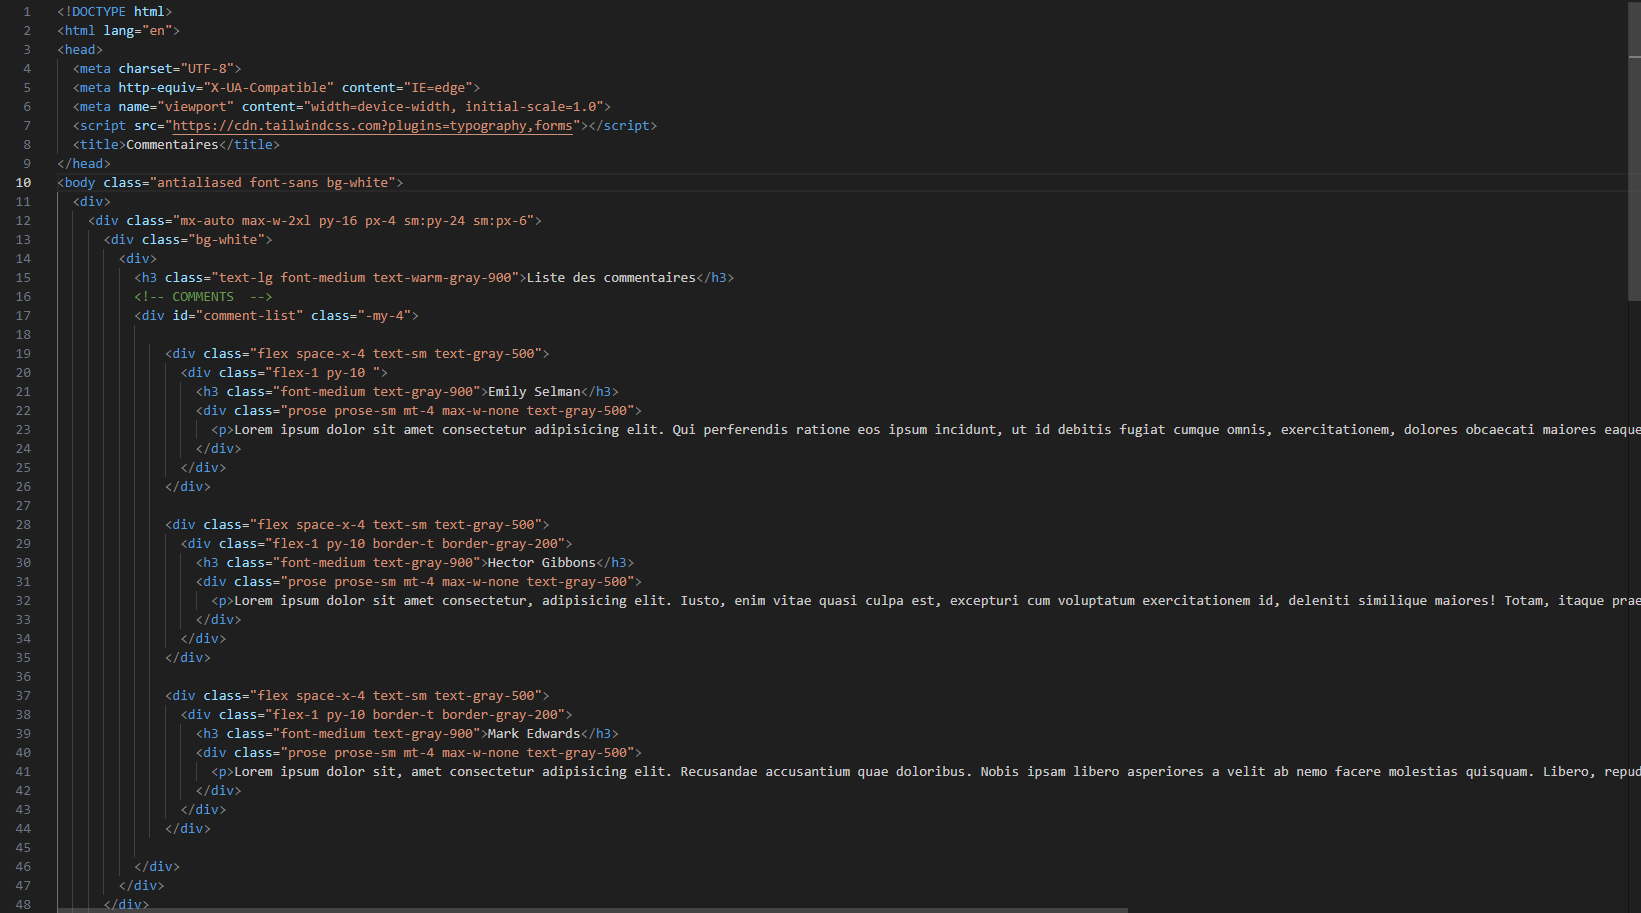 1 <!DOCTYPE html>
2 <html lang="en">
3 <head>
4 <meta charset="UTF-8">
5 <meta http-equiv="X-UA-Compatible" content="IE=edge">
6 <meta name="viewport" content="width=device-width, initial-scale=1.0">
7 <script src="https://cdn.tailwindcss.com?plugins=typography,forms"></script>
8 <title>Commentaires</title>
9 </head>
10 <body class="antialiased font-sans bg-white">
11 <div>
12 <div class="mx-auto max-w-2xl py-16 px-4 sm:py-24 sm:px-6">
13 <div class="bg-white">
14 <div>
15 <h3 class="text-lg font-medium text-warm-gray-900">Liste des commentaires</h3>
16 <!-- COMMENTS  -->
17 <div id="comment-list" class="-my-4">
18
19 <div class="flex space-x-4 text-sm text-gray-500">
20 <div class="flex-1 py-10 ">
21 <h3 class="font-medium text-gray-900">Emily Selman</h3>
22 <div class="prose prose-sm mt-4 max-w-none text-gray-500">
23 <p>Lorem ipsum dolor sit amet consectetur adipisicing elit. Qui perferendis ratione eos ipsum incidunt, ut id debitis fugiat cumque omnis, exercitationem, dolores obcaecati maiores eaque
24 </div>
25 </div>
26 </div>
27
28 <div class="flex space-x-4 text-sm text-gray-500">
29 <div class="flex-1 py-10 border-t border-gray-200">
30 <h3 class="font-medium text-gray-900">Hector Gibbons</h3>
31 <div class="prose prose-sm mt-4 max-w-none text-gray-500">
32 <p>Lorem ipsum dolor sit amet consectetur, adipisicing elit. Iusto, enim vitae quasi culpa est, excepturi cum voluptatum exercitationem id, deleniti similique maiores! Totam, itaque prae
33 </div>
34 </div>
35 </div>
36
37 <div class="flex space-x-4 text-sm text-gray-500">
38 <div class="flex-1 py-10 border-t border-gray-200">
39 <h3 class="font-medium text-gray-900">Mark Edwards</h3>
40 <div class="prose prose-sm mt-4 max-w-none text-gray-500">
41 <p>Lorem ipsum dolor sit, amet consectetur adipisicing elit. Recusandae accusantium quae doloribus. Nobis ipsam libero asperiores a velit ab nemo facere molestias quisquam. Libero, repud
42 </div>
43 </div>
44 </div>
45
46 </div>
47 </div>
48 </div>